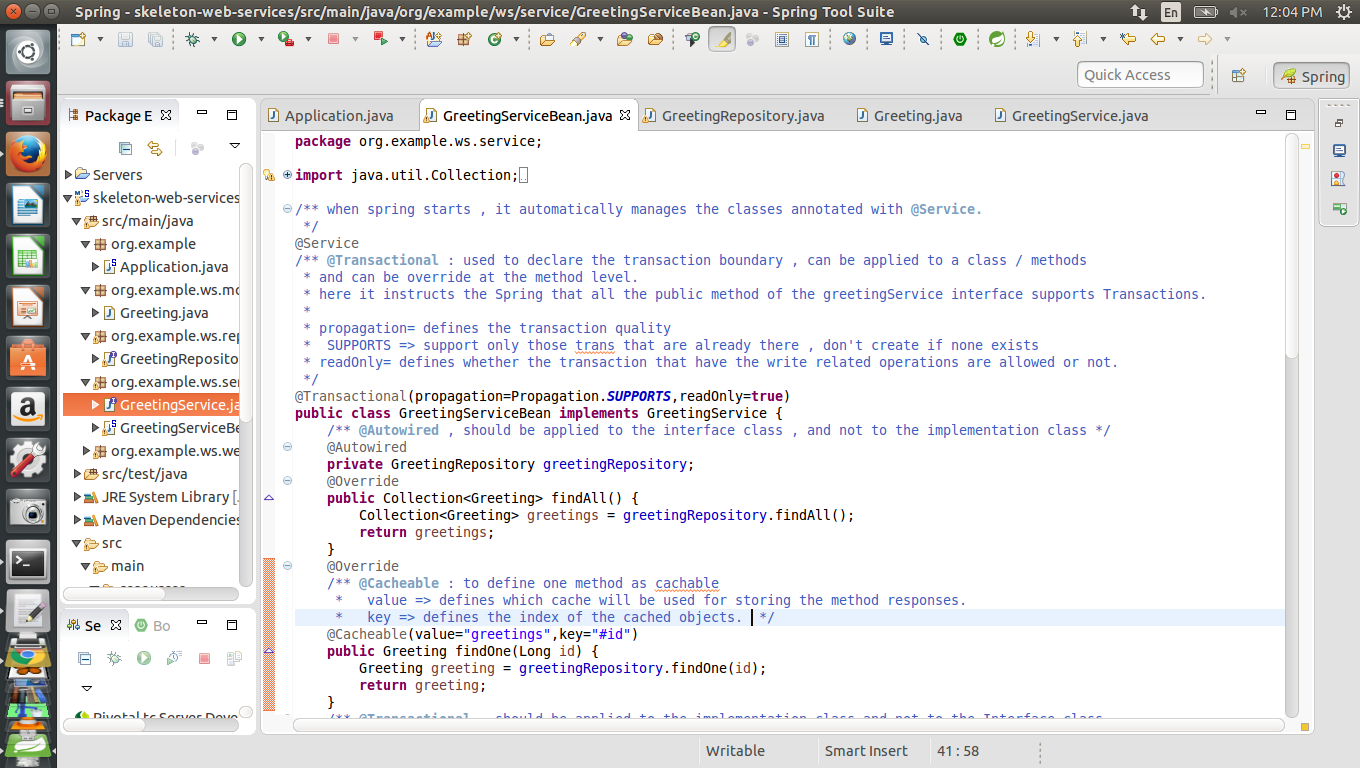 Spring - skeleton-web-services/src/main/java/org/example/ws/service/GreetingServiceBean.java - Spring Tool Suite
En
12:04 PM
Quick Access
Spring
Package E
Application.java
GreetingServiceBean.java
GreetingRepository.java
Greeting.java
GreetingService.java
Servers
skeleton-web-services
src/main/java
org.example
Application.java
org.example.ws.mo
Greeting.java
org.example.ws.rep
GreetingReposito
org.example.ws.ser
GreetingService.ja
GreetingServiceBe
org.example.ws.we
src/test/java
JRE System Library [
Maven Dependencies
src
main
Se
Bo
Pivotal tc Server Deve
package org.example.ws.service;
import java.util.Collection;
/** when spring starts , it automatically manages the classes annotated with @Service.
*/
@Service
/** @Transactional : used to declare the transaction boundary , can be applied to a class / methods
* and can be override at the method level.
* here it instructs the Spring that all the public method of the greetingService interface supports Transactions.
*
* propagation= defines the transaction quality
* SUPPORTS => support only those trans that are already there , don't create if none exists
* readOnly= defines whether the transaction that have the write related operations are allowed or not.
*/
@Transactional(propagation=Propagation.SUPPORTS,readOnly=true)
public class GreetingServiceBean implements GreetingService {
/** @Autowired , should be applied to the interface class , and not to the implementation class */
@Autowired
private GreetingRepository greetingRepository;
@Override
public Collection<Greeting> findAll() {
Collection<Greeting> greetings = greetingRepository.findAll();
return greetings;
}
@Override
/** @Cacheable : to define one method as cachable
* value => defines which cache will be used for storing the method responses.
* key => defines the index of the cached objects. */
@Cacheable(value="greetings",key="#id")
public Greeting findOne(Long id) {
Greeting greeting = greetingRepository.findOne(id);
return greeting;
}
/** @Transactional , should be applied to the implementation class and not to the Interface class
Writable
Smart Insert
41 : 58